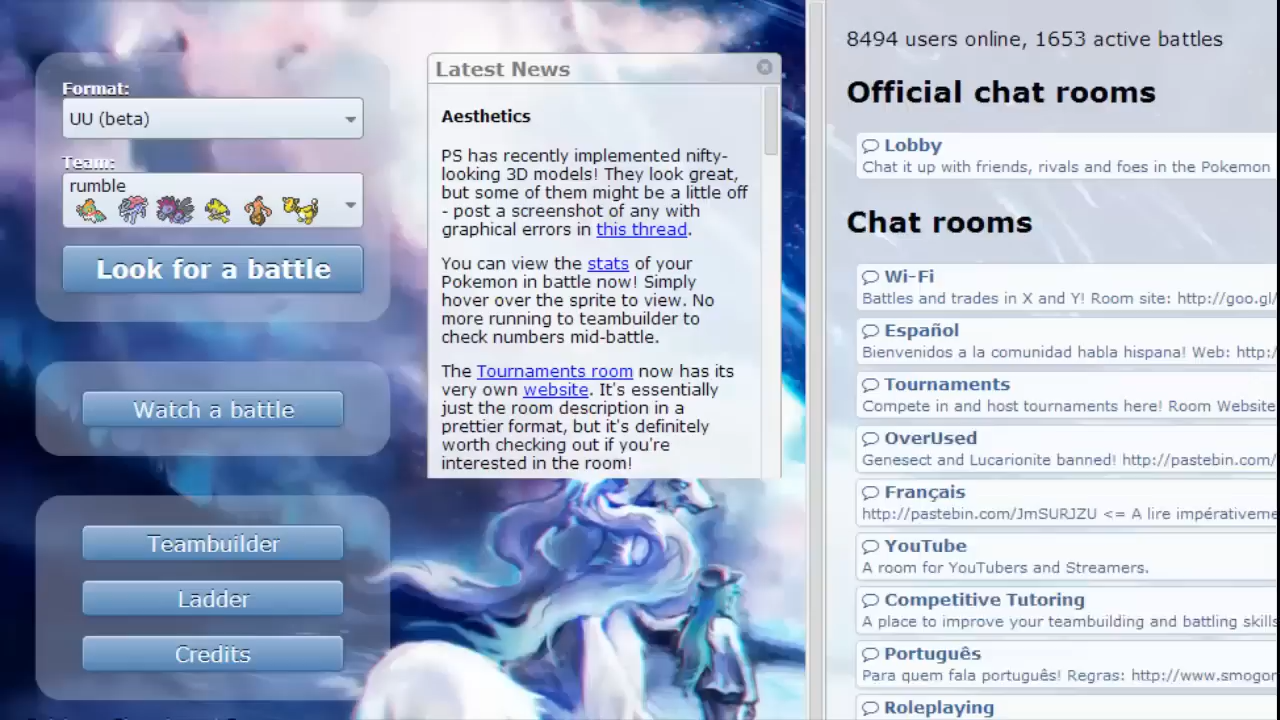 Format:
UU (beta)
Team:
rumble
Look for a battle
Watch a battle
Teambuilder
Ladder
Credits
Latest News
Aesthetics
PS has recently implemented nifty-
looking 3D models! They look great,
but some of them might be a little off
- post a screenshot of any with
graphical errors in this thread.
You can view the stats of your
Pokemon in battle now! Simply
hover over the sprite to view. No
more running to teambuilder to
check numbers mid-battle.
The Tournaments room now has its
very own website. It's essentially
just the room description in a
prettier format, but it's definitely
worth checking out if you're
interested in the room!
8494 users online, 1653 active battles
Official chat rooms
Lobby
Chat it up with friends, rivals and foes in the Pokemon
Chat rooms
Wi-Fi
Battles and trades in X and Y! Room site: http://goo.gl/
Español
Bienvenidos a la comunidad habla hispana! Web: http:/
Tournaments
Compete in and host tournaments here! Room Website
OverUsed
Genesect and Lucarionite banned! http://pastebin.com/
Français
http://pastebin.com/JmSURJZU <= A lire impérativeme
YouTube
A room for YouTubers and Streamers.
Competitive Tutoring
A place to improve your teambuilding and battling skills
Português
Para quem fala português! Regras: http://www.smogor
Roleplaying